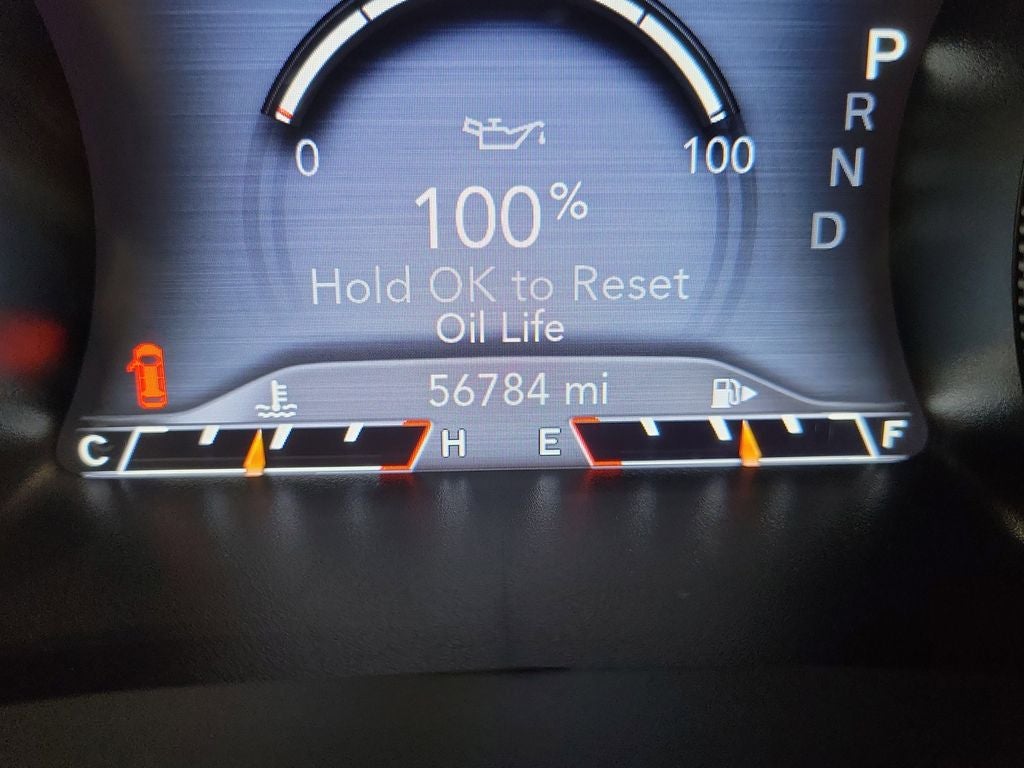 P
R
N
D
0
100
100%
Hold OK to Reset
Oil Life
56784 mi
C
H
E
F